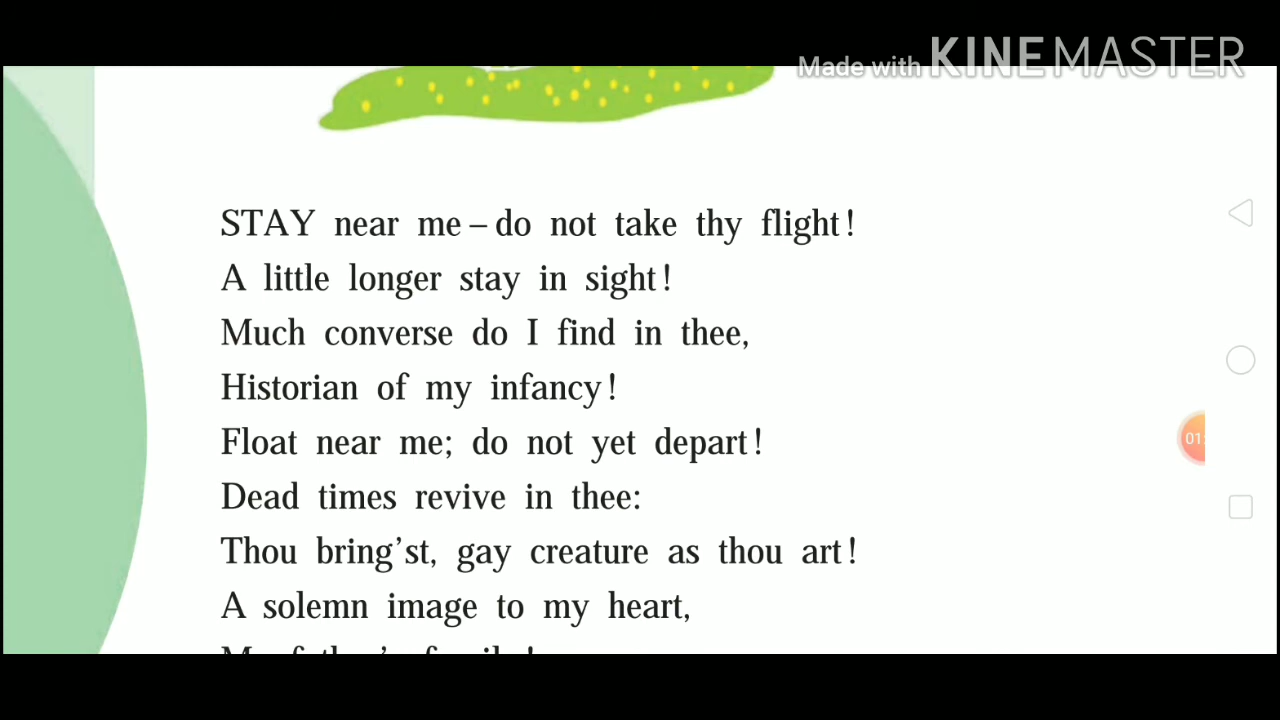 Made with KINEMASTER
STAY near me – do not take thy flight!
A little longer stay in sight!
Much converse do I find in thee,
Historian of my infancy!
Float near me; do not yet depart!
Dead times revive in thee:
Thou bring’st, gay creature as thou art!
A solemn image to my heart,